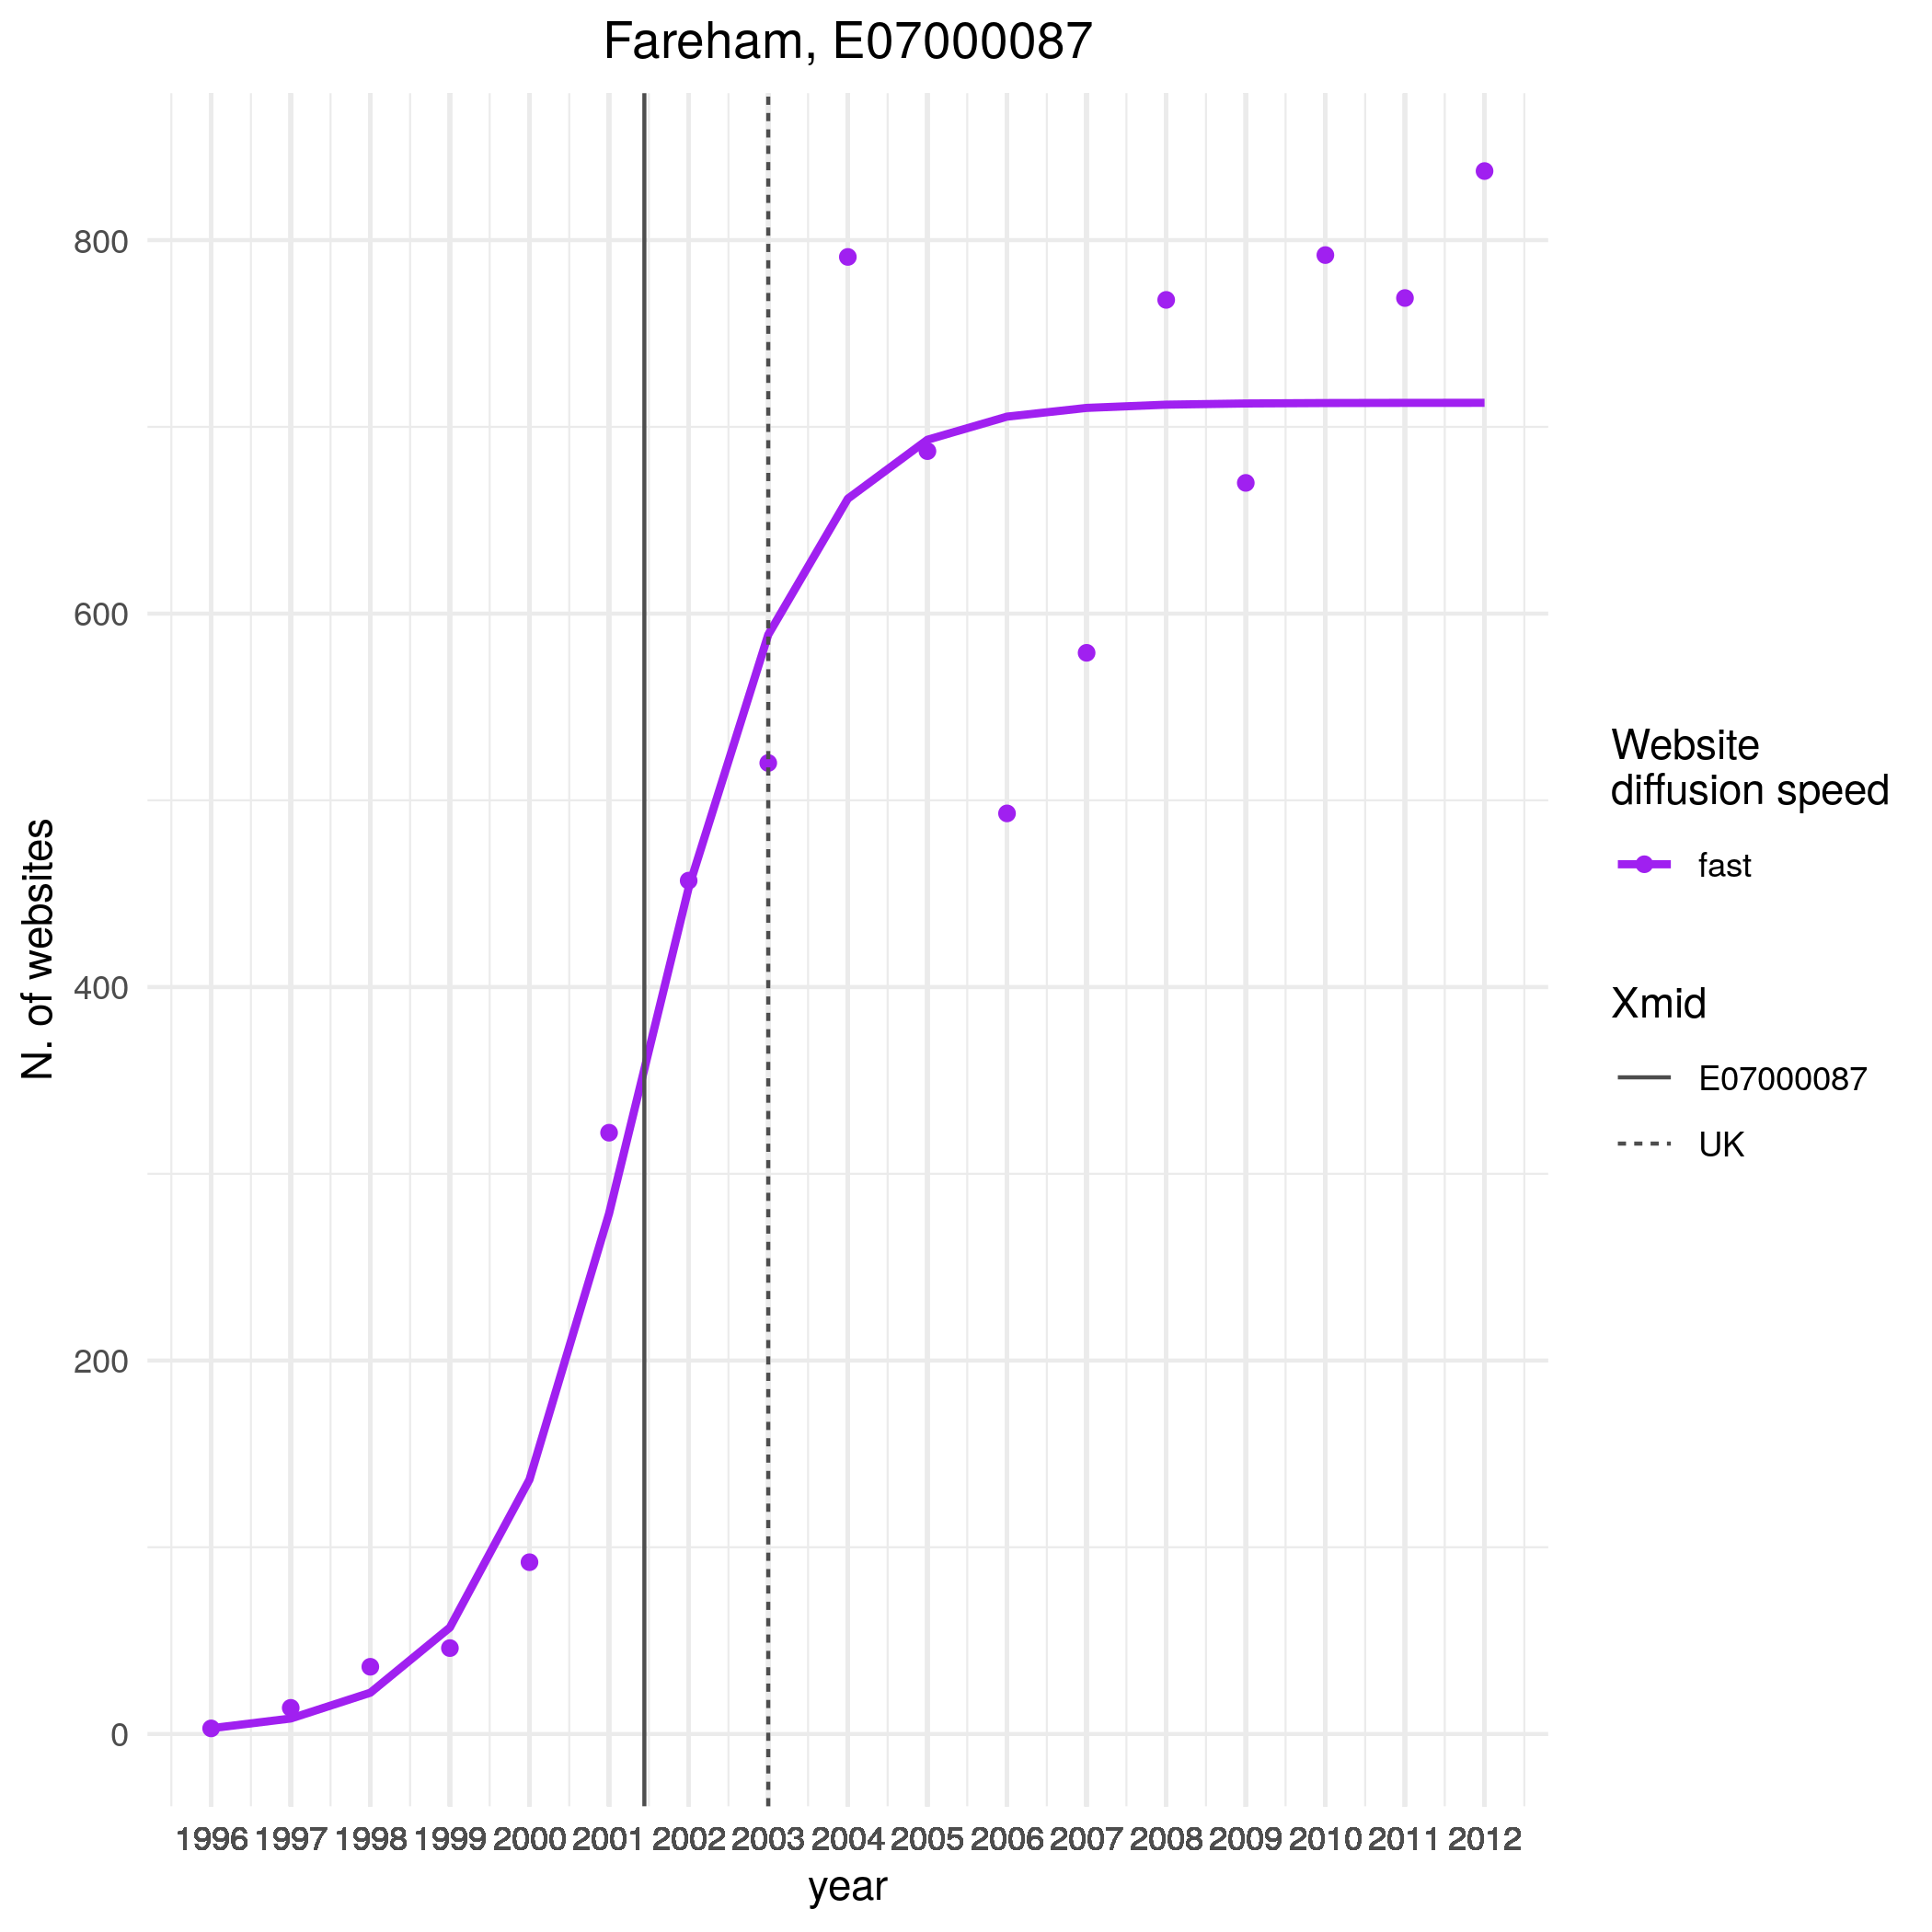 Fareham, E07000087
N. of websites
800
600
400
200
0
1996 1997 1998 1999 2000 2001 2002 2003 2004 2005 2006 2007 2008 2009 2010 2011 2012
year
Website
diffusion speed
fast
Xmid
E07000087
UK